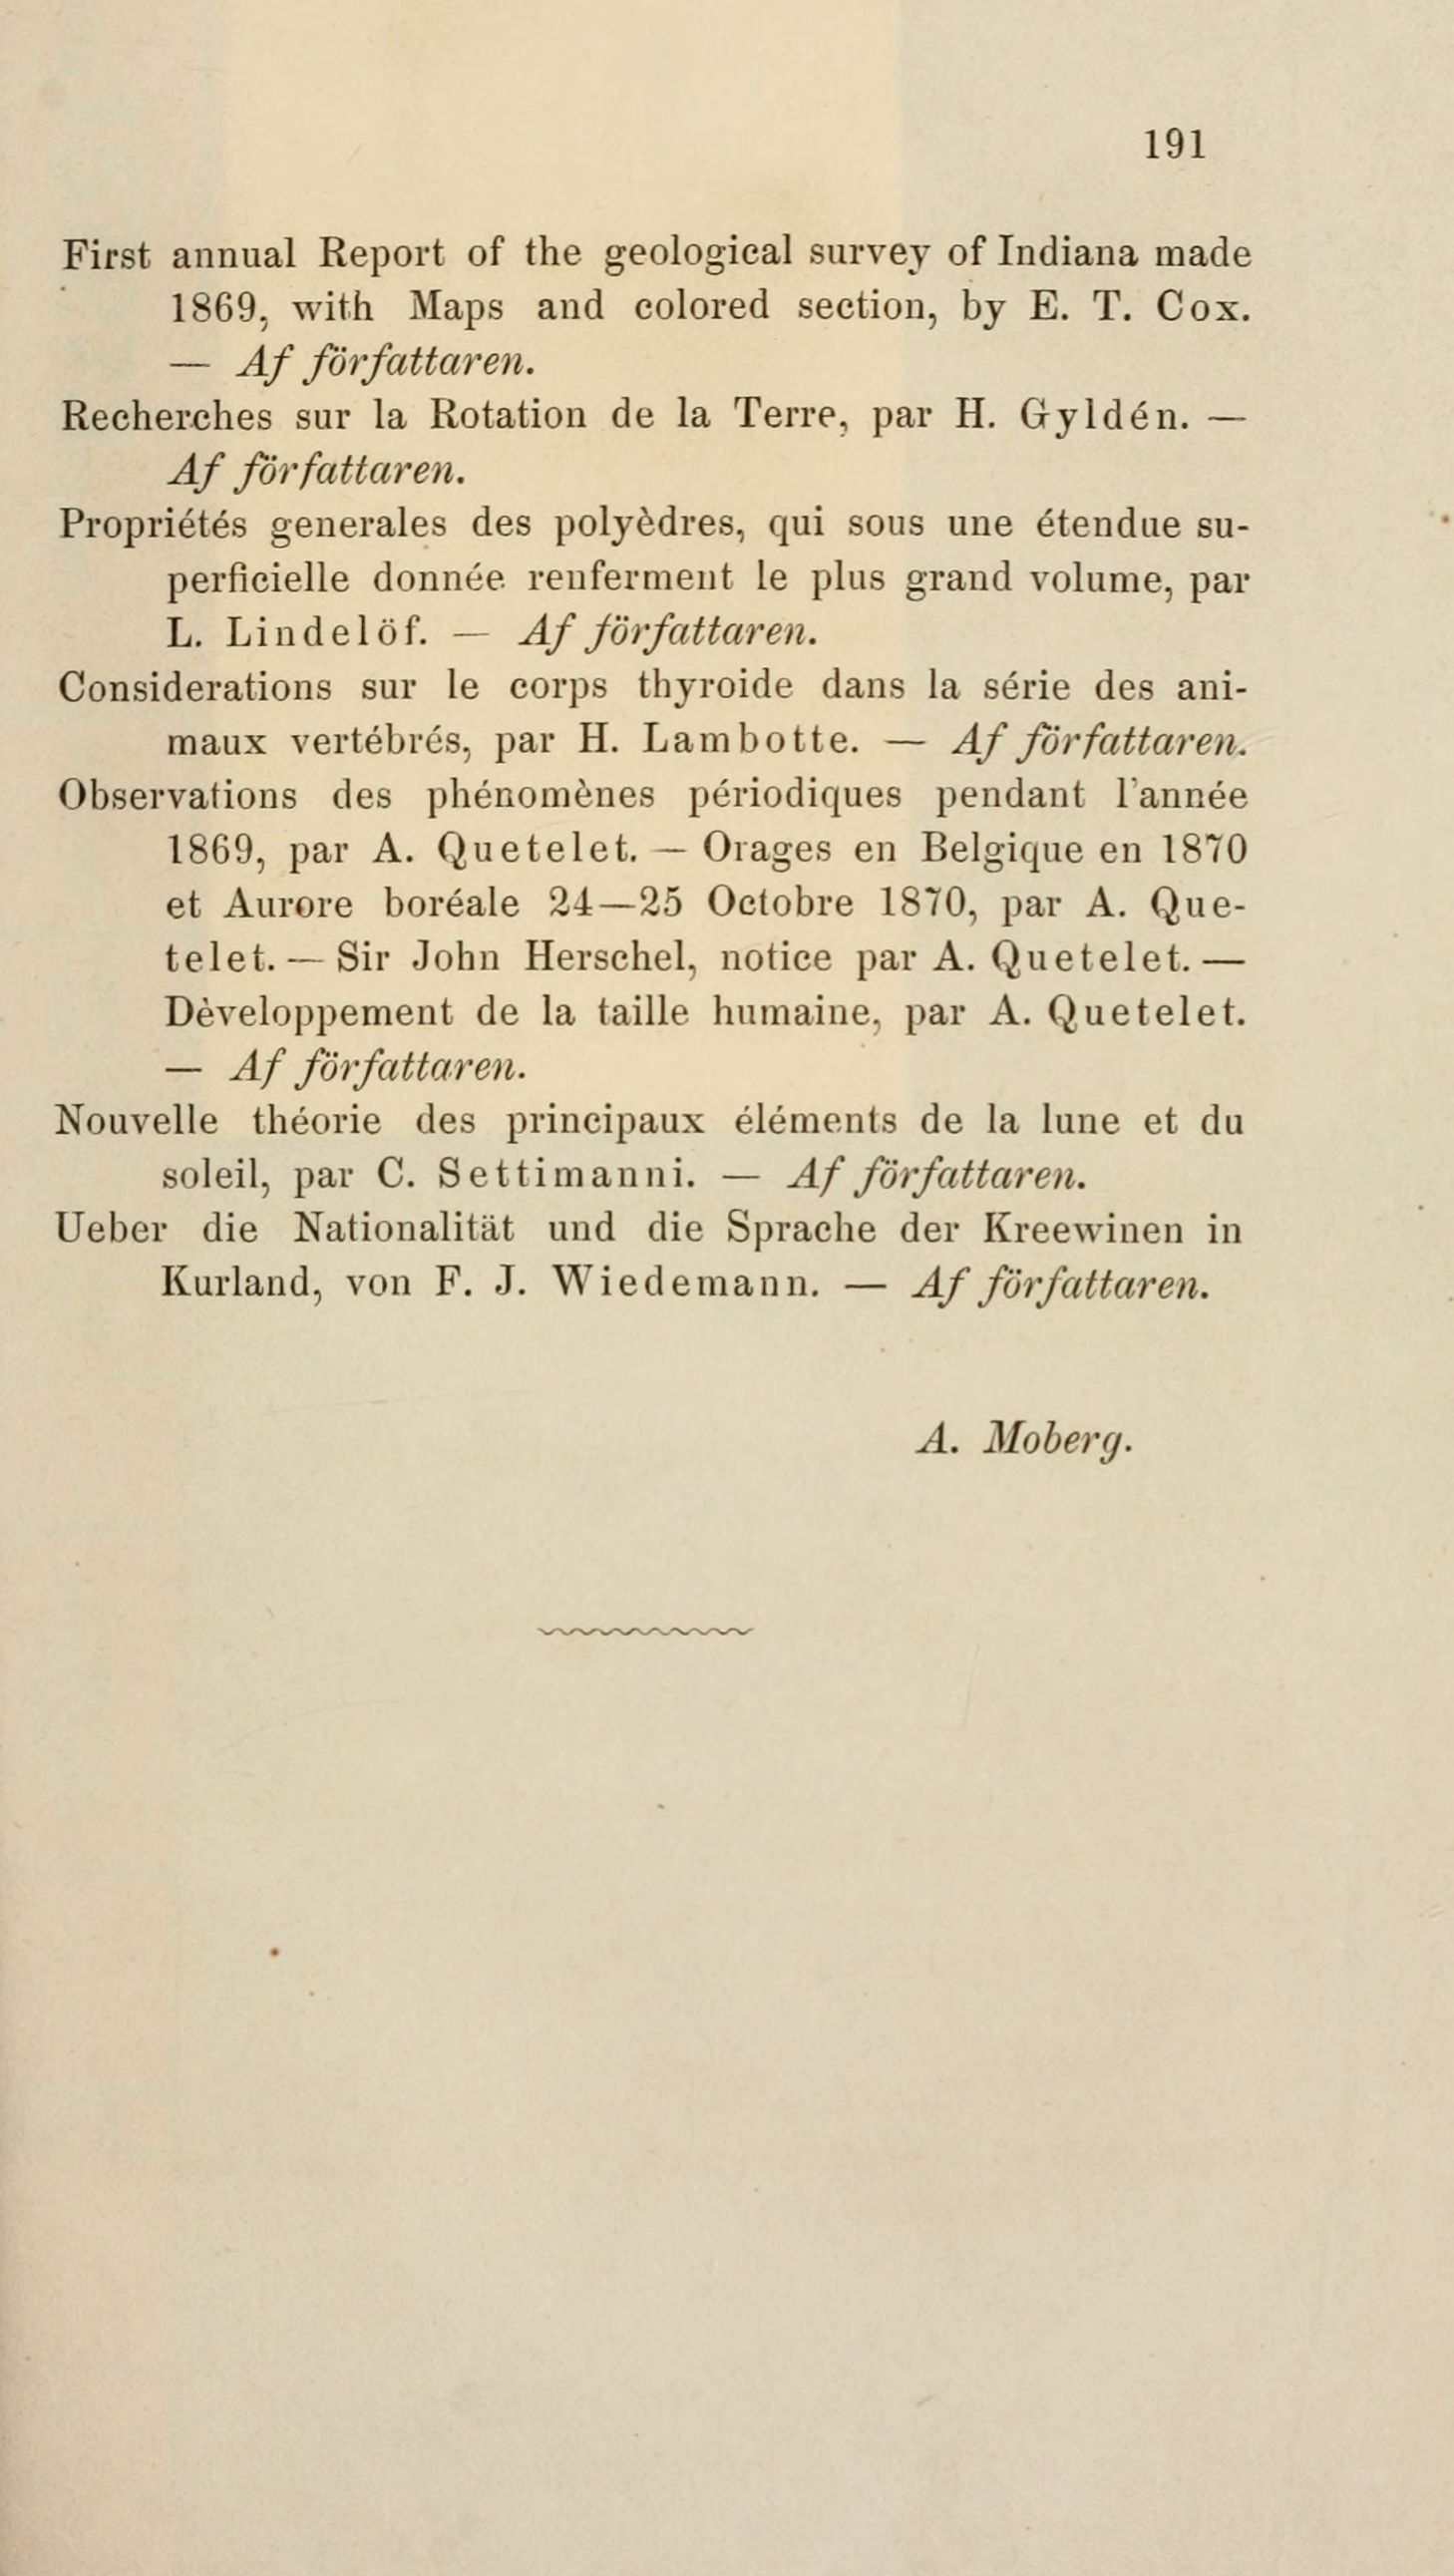 191
First annual Report of the geological survey of Indiana made
1869, with Maps and colored section, by E. T. Cox.
— Af författaren.
Recherches sur la Rotation de la Terre, par H. Gyldén. —
Af författaren.
Propriétés generales des polyèdres, qui sous une étendue su-
perficielle donnée renferment le plus grand volume, par
L. Lindelöf. — Af författaren.
Considerations sur le corps thyroide dans la série des ani-
maux vertébrés, par H. Lambotte. — Af författaren.
Observations des phénomènes périodiques pendant l'année
1869, par A. Quetelet. — Orages en Belgique en 1870
et Aurore boréale 24—25 Octobre 1870, par A. Que-
telet. — Sir John Herschel, notice par A. Quetelet. —
Dèveloppement de la taille humaine, par A. Quetelet.
— Af författaren.
Nouvelle théorie des principaux éléments de la lune et du
soleil, par C. Settimanni. — Af författaren.
Ueber die Nationalität und die Sprache der Kreewinen in
Kurland, von F. J. Wiedemann. — Af författaren.
A. Moberg.